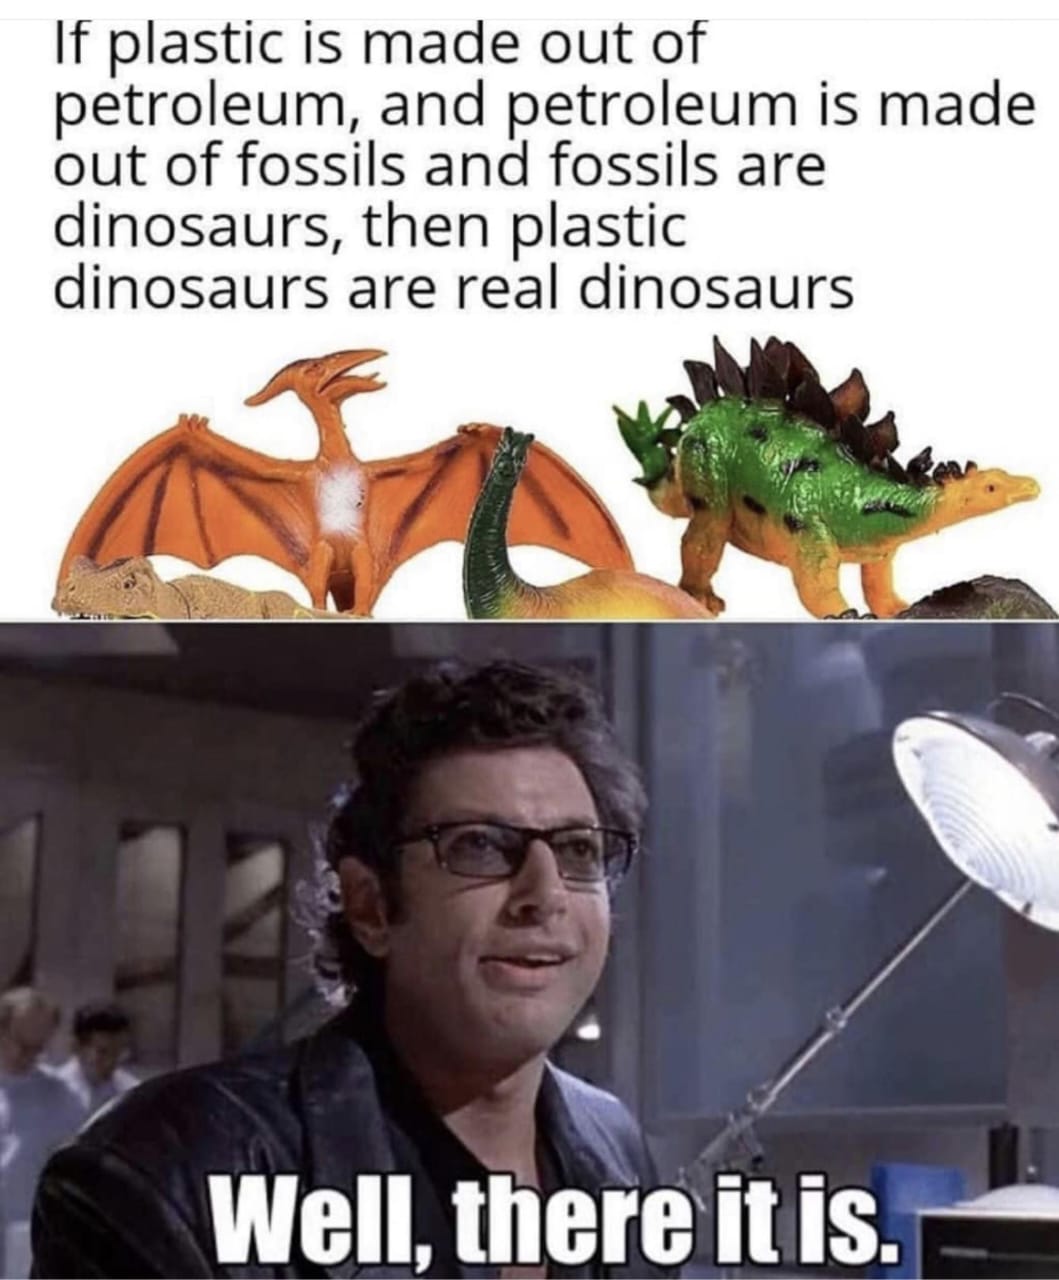 If plastic is made out of
petroleum, and petroleum is made
out of fossils and fossils are
dinosaurs, then plastic
dinosaurs are real dinosaurs
Well, there it is.